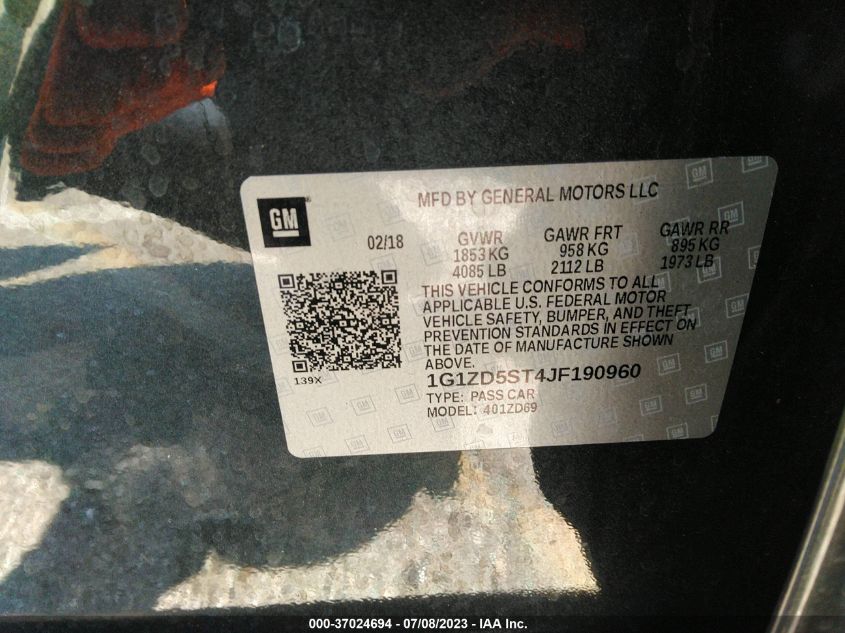 MFD BY GENERAL MOTORS LLC
GM
02/18 GVWR GAWR FRT GAWR RR
1853 KG 958 KG 895 KG
4085 LB 2112 LB 1973 LB
THIS VEHICLE CONFORMS TO ALL
APPLICABLE U.S. FEDERAL MOTOR
VEHICLE SAFETY, BUMPER, AND THEFT
PREVENTION STANDARDS IN EFFECT ON
THE DATE OF MANUFACTURE SHOWN
ABOVE.
139X
1G1ZD5ST4JF190960
TYPE: PASS CAR
MODEL: 401ZD69
000-37024694 - 07/08/2023 - IAA Inc.